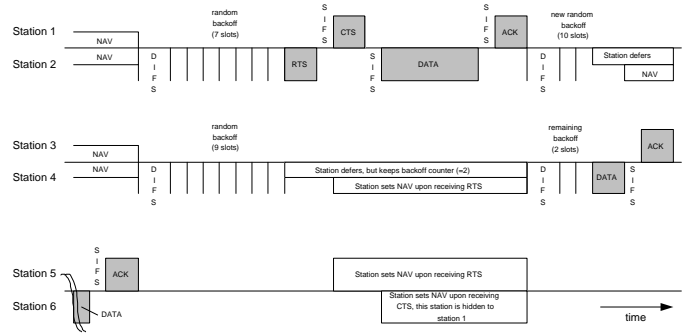 S
I
F
S
S
I
F
S
random
backoff
(7 slots)
new random
backoff
(10 slots)
Station 1
CTS
ACK
NAV
Station 2
NAV
D
I
F
S
RTS
S
I
F
S
DATA
D
I
F
S
Station defers
NAV
random
backoff
(9 slots)
remaining
backoff
(2 slots)
Station 3
NAV
ACK
Station 4
NAV
D
I
F
S
Station defers, but keeps backoff counter (=2)
Station sets NAV upon receiving RTS
D
I
F
S
DATA
S
I
F
S
S
I
F
S
Station 5
ACK
Station sets NAV upon receiving RTS
Station 6
DATA
Station sets NAV upon receiving
CTS, this station is hidden to
station 1
time